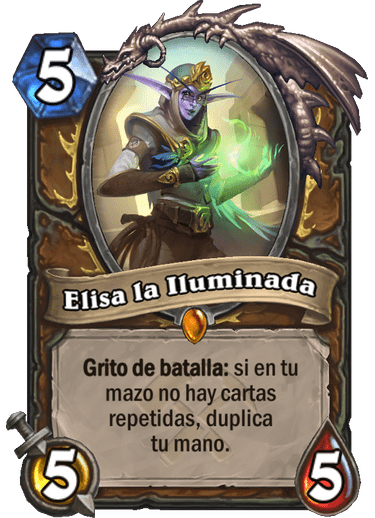 5
Elisa la Iluminada
Grito de batalla: si en tu
mazo no hay cartas
repetidas, duplica
tu mano.
5
5